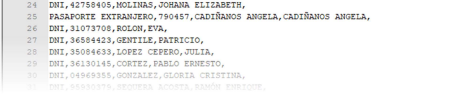 24 DNI,42758405,MOLINAS,JOHANA ELIZABETH,
25 PASAPORTE EXTRANJERO,790457,CADIÑANOS ANGELA,CADIÑANOS ANGELA,
26 DNI,31073708,ROLON,EVA,
27 DNI,36584423,GENTILE,PATRICIO,
28 DNI,35084633,LOPEZ CEPERO,JULIA,
29 DNI,36130145,CORTEZ,PABLO ERNESTO,
30 DNI,04969355,GONZALEZ,GLORIA CRISTINA,